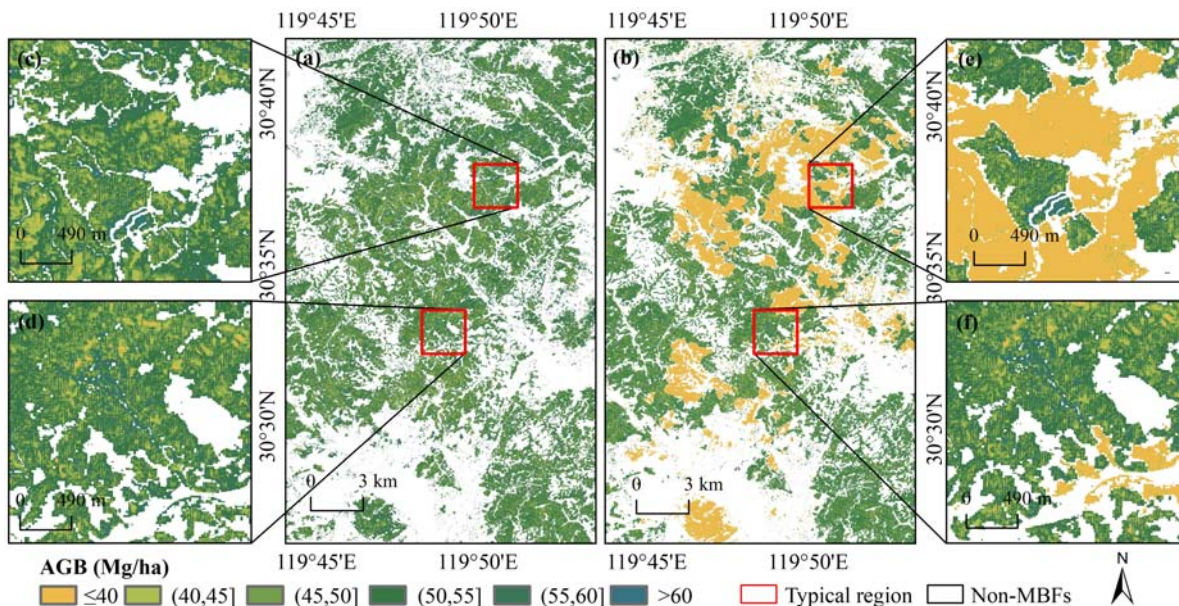 119°45'E 119°50'E 119°45'E 119°50'E
(c) (a) (b) (e)
30°40'N 30°40'N
0 490 m 0 490 m
30°35'N 30°35'N
(d) (f)
30°30'N 30°30'N
0 490 m 0 3 km 0 3 km 0 490 m
119°45'E 119°50'E 119°45'E 119°50'E
AGB (Mg/ha) N
≤40 (40,45] (45,50] (50,55] (55,60] >60 Typical region Non-MBFs